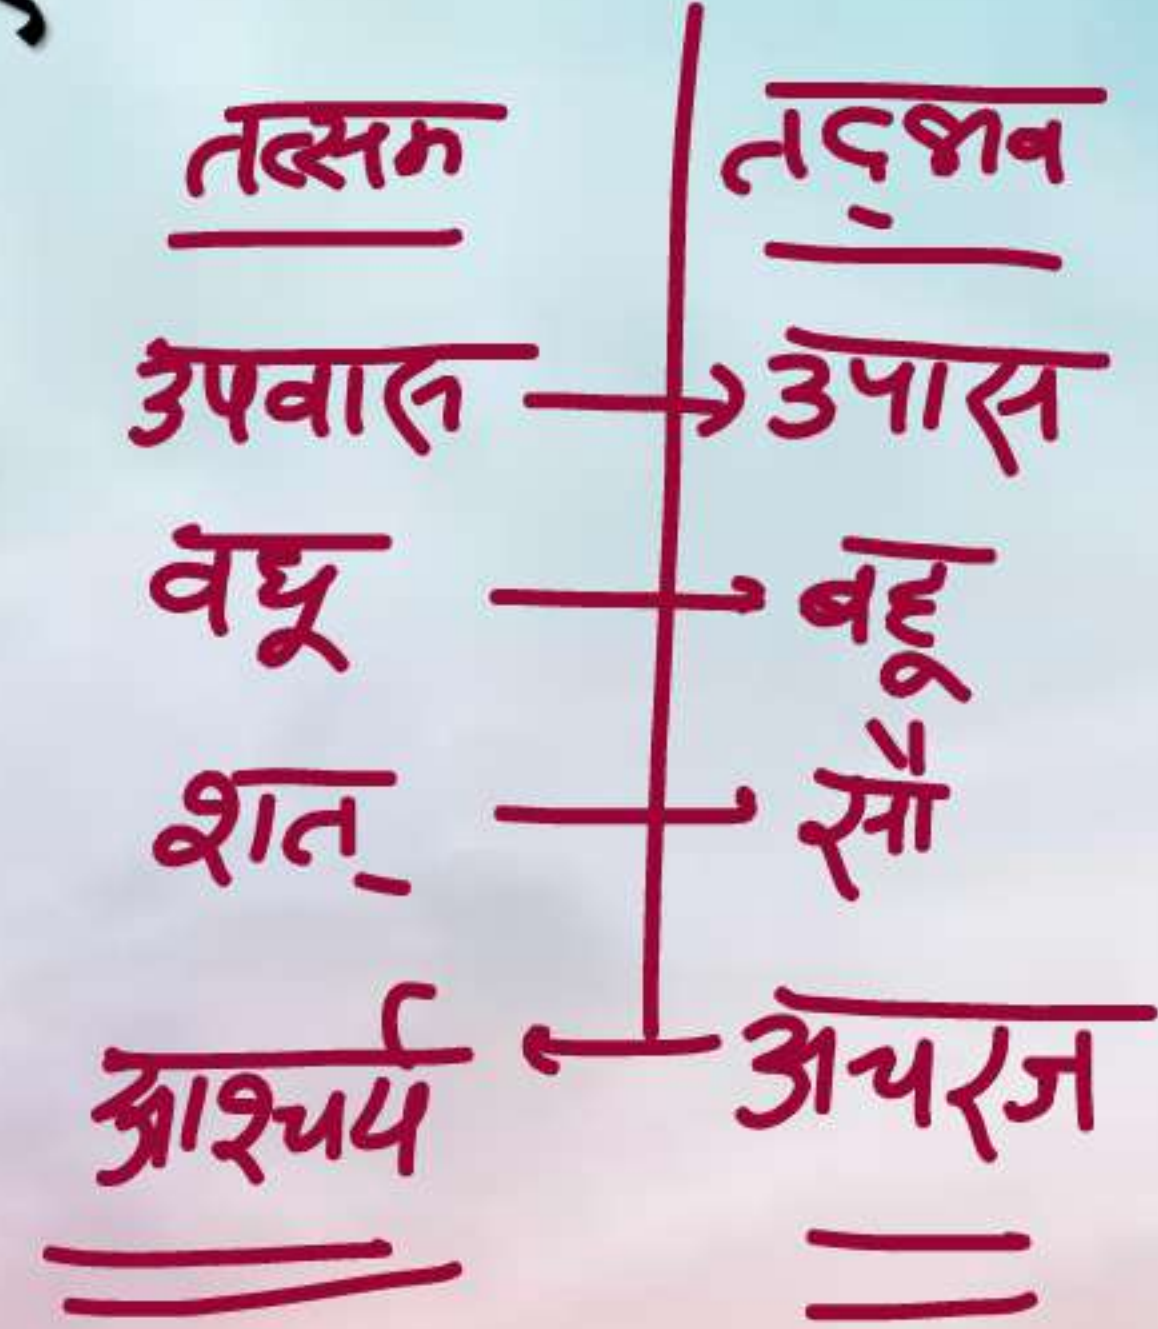 तत्सम तद्भव
उपवास → उपास
वधू → बहू
शत् → सौ
आश्चर्य ← अचरज